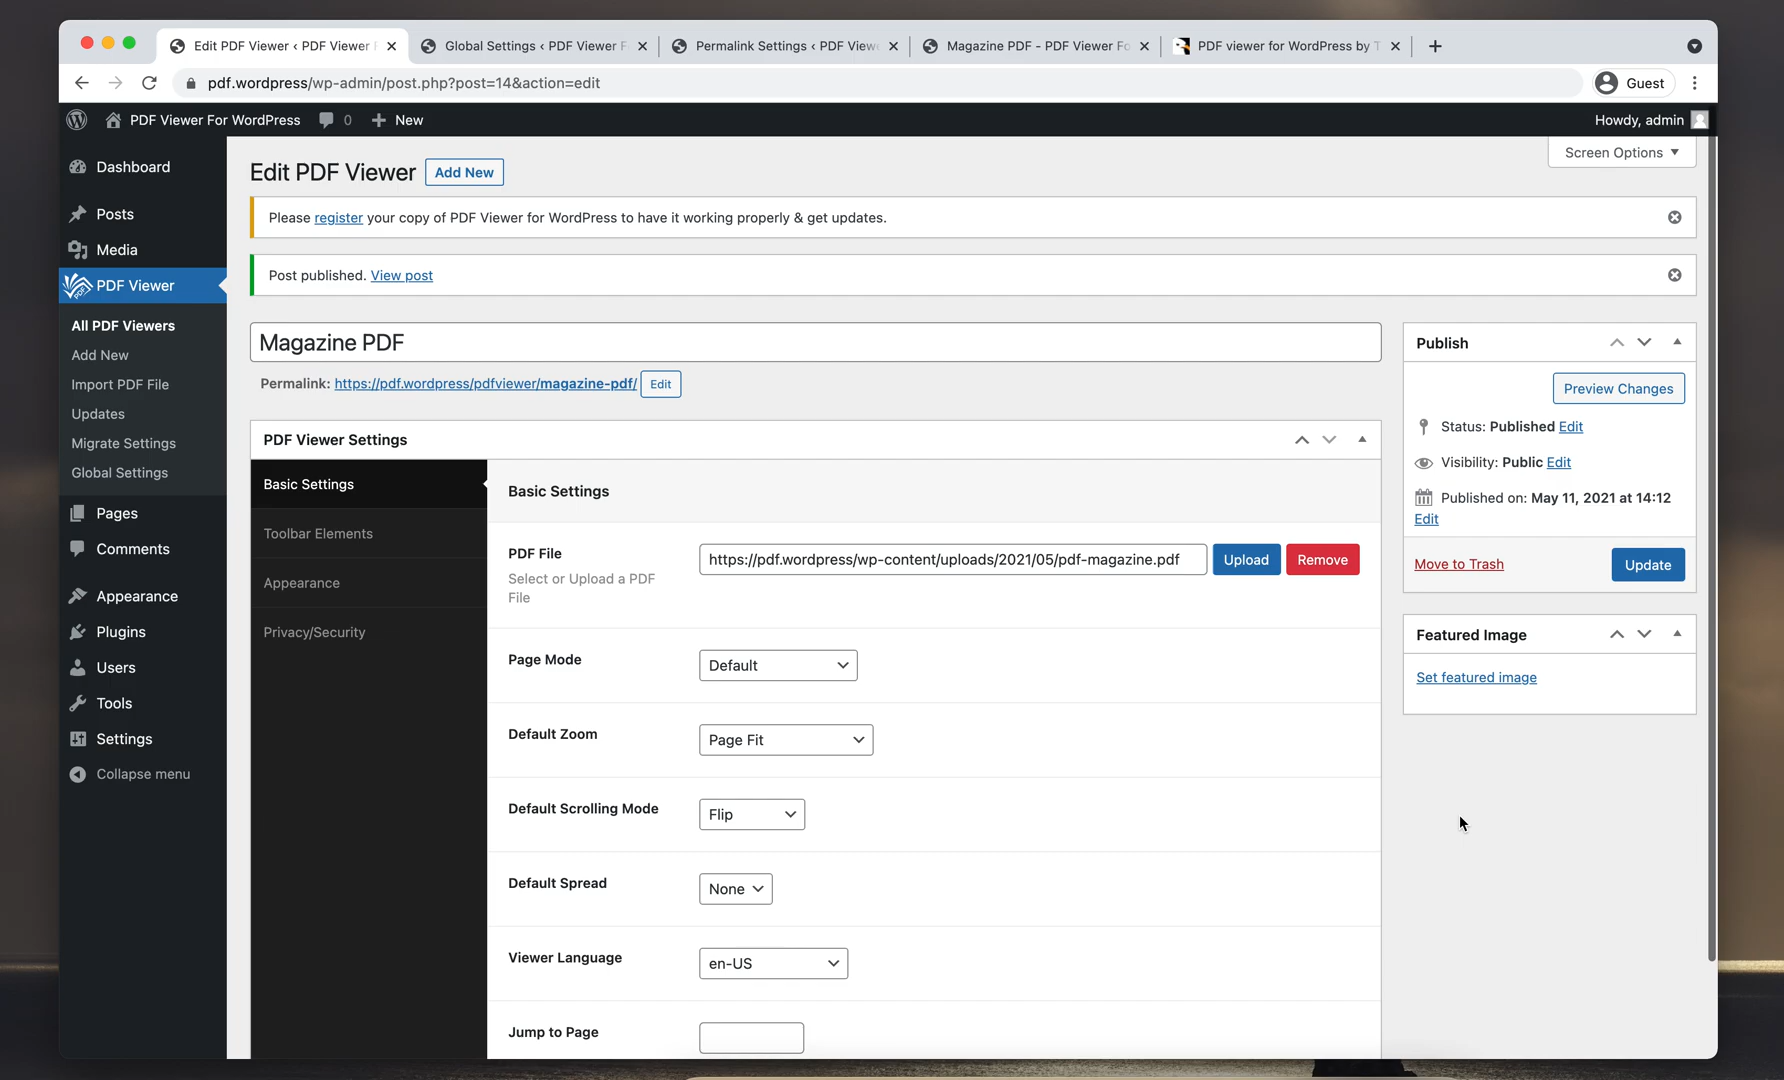 Edit PDF Viewer ‹ PDF Viewer F
Global Settings ‹ PDF Viewer F
Permalink Settings ‹ PDF View
Magazine PDF - PDF Viewer Fo
PDF viewer for WordPress by T
pdf.wordpress/wp-admin/post.php?post=14&action=edit
Guest
PDF Viewer For WordPress
0
New
Howdy, admin
Dashboard
Posts
Media
PDF Viewer
All PDF Viewers
Add New
Import PDF File
Updates
Migrate Settings
Global Settings
Pages
Comments
Appearance
Plugins
Users
Tools
Settings
Collapse menu
Screen Options
Edit PDF Viewer
Add New
Please register your copy of PDF Viewer for WordPress to have it working properly & get updates.
Post published. View post
Magazine PDF
Permalink: https://pdf.wordpress/pdfviewer/magazine-pdf/ Edit
PDF Viewer Settings
Basic Settings
Toolbar Elements
Appearance
Privacy/Security
Basic Settings
PDF File
Select or Upload a PDF
File
https://pdf.wordpress/wp-content/uploads/2021/05/pdf-magazine.pdf
Upload
Remove
Page Mode
Default
Default Zoom
Page Fit
Default Scrolling Mode
Flip
Default Spread
None
Viewer Language
en-US
Jump to Page
Publish
Preview Changes
Status: Published Edit
Visibility: Public Edit
Published on: May 11, 2021 at 14:12
Edit
Move to Trash
Update
Featured Image
Set featured image